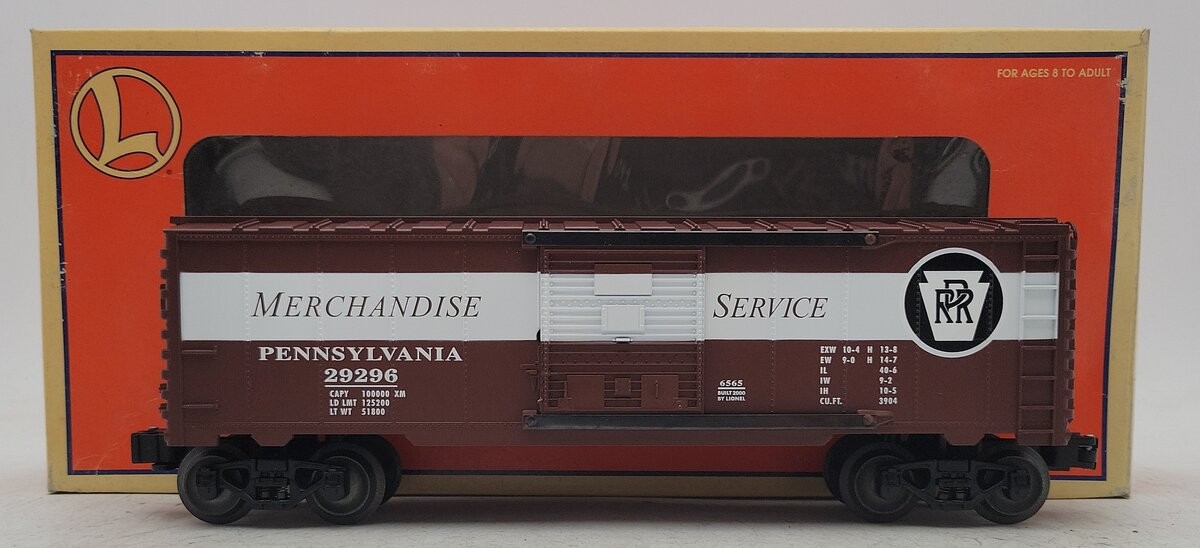 FOR AGES 8 TO ADULT
L
MERCHANDISE SERVICE
PRR
PENNSYLVANIA
29296
CAPY 100000 XM
LD LMT 125200
LT WT 51800
6565
BUILT 2000
BY LIONEL
EXW 10-4 H 13-8
EW 9-0 H 14-7
IL 40-6
IW 9-2
IH 10-5
CU.FT. 3904